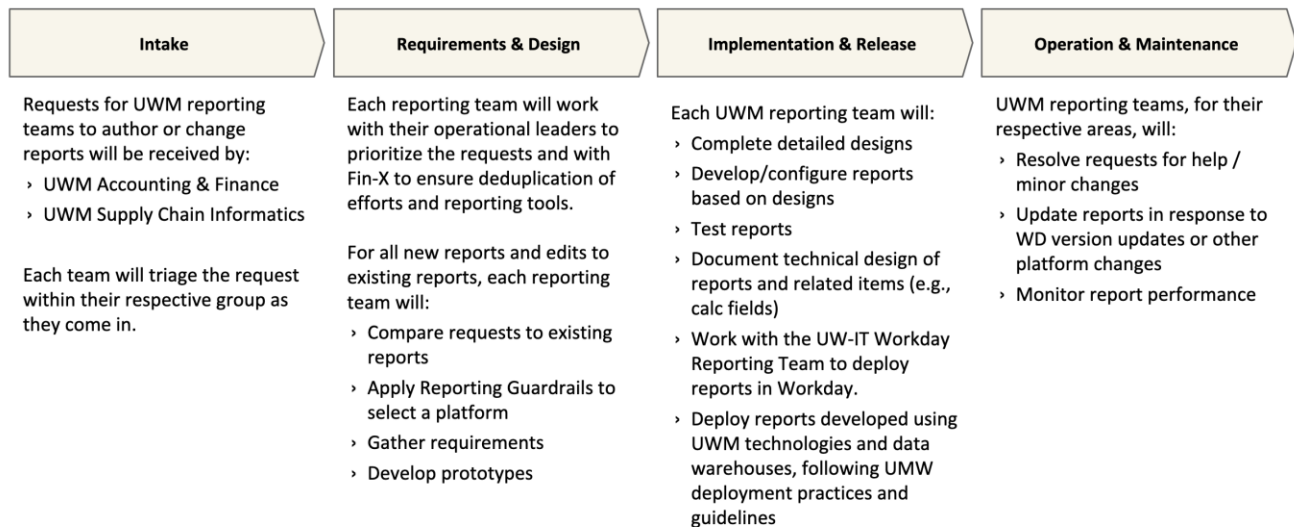 Intake
Requests for UWM reporting
teams to author or change
reports will be received by:
› UWM Accounting & Finance
› UWM Supply Chain Informatics
Each team will triage the request
within their respective group as
they come in.
Requirements & Design
Each reporting team will work
with their operational leaders to
prioritize the requests and with
Fin-X to ensure deduplication of
efforts and reporting tools.
For all new reports and edits to
existing reports, each reporting
team will:
› Compare requests to existing
reports
› Apply Reporting Guardrails to
select a platform
› Gather requirements
› Develop prototypes
Implementation & Release
Each UWM reporting team will:
› Complete detailed designs
› Develop/configure reports
based on designs
› Test reports
› Document technical design of
reports and related items (e.g.,
calc fields)
› Work with the UW-IT Workday
Reporting Team to deploy
reports in Workday.
› Deploy reports developed using
UWM technologies and data
warehouses, following UMW
deployment practices and
guidelines
Operation & Maintenance
UWM reporting teams, for their
respective areas, will:
› Resolve requests for help /
minor changes
› Update reports in response to
WD version updates or other
platform changes
› Monitor report performance